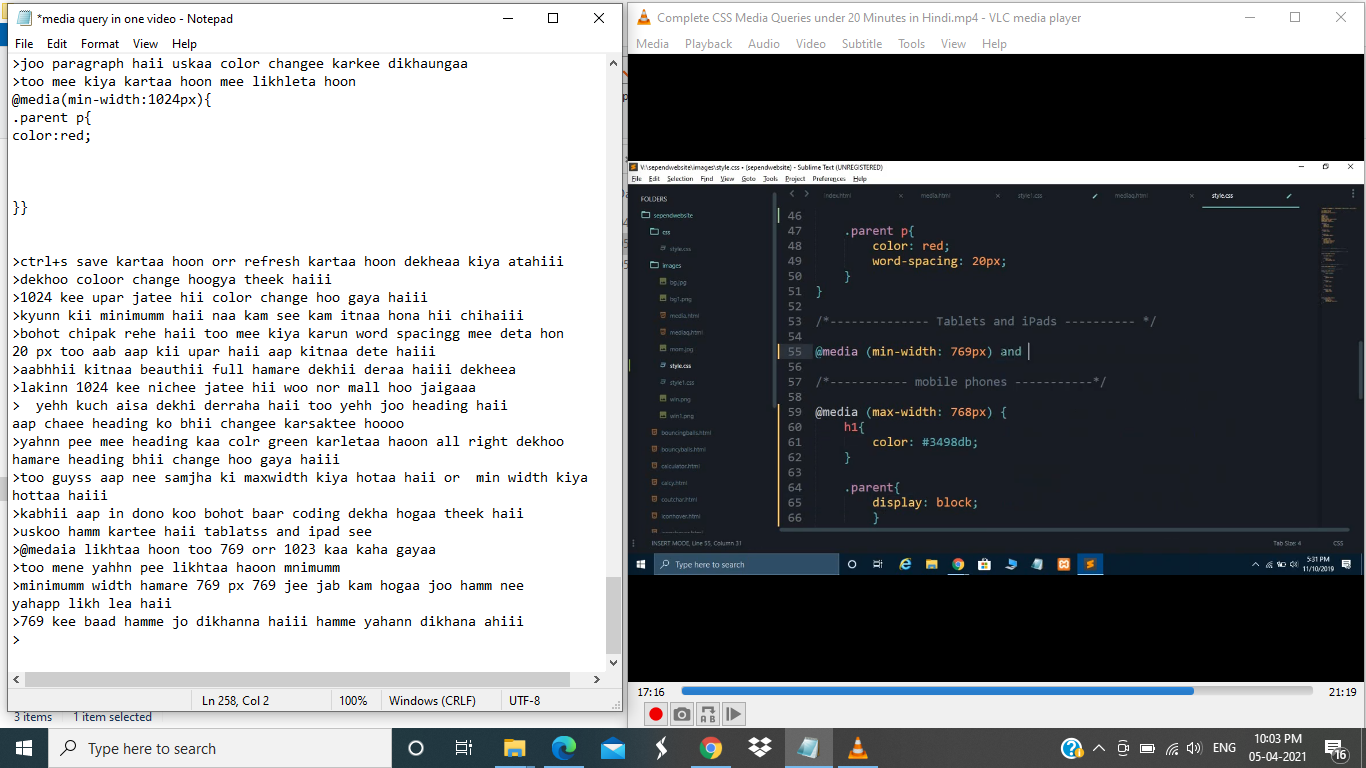 *media query in one video - Notepad
File Edit Format View Help
>joo paragraph haii uskaa color changee karkee dikhaungaa
>too mee kiya kartaa hoon mee likhleta hoon
@media(min-width:1024px){
.parent p{
color:red;
}}
>ctrl+s save kartaa hoon orr refresh kartaa hoon dekheaa kiya atahiii
>dekhoo coloor change hoogya theek haiii
>1024 kee upar jatee hii color change hoo gaya haiii
>kyunn kii minimumm haii naa kam see kam itnaa hona hii chihaiii
>bohot chipak rehe haii too mee kiya karun word spacingg mee deta hon
20 px too aab aap kii upar haii aap kitnaa dete haiii
>aabhhii kitnaa beauthii full hamare dekhii deraa haiii dekheea
>lakinn 1024 kee nichee jatee hii woo nor mall hoo jaigaaa
>  yehh kuch aisa dekhi derraha haii too yehh joo heading haii
aap chaee heading ko bhii changee karsaktee hoooo
>yahnn pee mee heading kaa colr green karletaa haoon all right dekhoo
hamare heading bhii change hoo gaya haiii
>too guyss aap nee samjha ki maxwidth kiya hotaa haii or  min width kiya
hottaa haiii
>kabhii aap in dono koo bohot baar coding dekha hogaa theek haii
>uskoo hamm kartee haii tablatss and ipad see
>@medaia likhtaa hoon too 769 orr 1023 kaa kaha gayaa
>too mene yahhn pee likhtaa haoon mnimumm
>minimumm width hamare 769 px 769 jee jab kam hogaa joo hamm nee
yahapp likh lea haii
>769 kee baad hamme jo dikhanna haiii hamme yahann dikhana ahiii
>
Ln 258, Col 2 100% Windows (CRLF) UTF-8
3 items 1 item selected
Complete CSS Media Queries under 20 Minutes in Hindi.mp4 - VLC media player
Media Playback Audio Video Subtitle Tools View Help
V:\sependwebsite\images\style.css • (sependwebsite) - Sublime Text (UNREGISTERED)
File Edit Selection Find View Goto Tools Project Preferences Help
index.html media.html style1.css mediaq.html style.css
FOLDERS
sependwebsite
css
style.css
images
bg.jpg
bg1.png
media.html
mediaq.html
mom.jpg
style.css
style1.css
win.png
win1.png
bouncingballs.html
bouncyballs.html
calculator.html
calcy.html
coutchar.html
iconhover.html
46
47 .parent p{
48 color: red;
49 word-spacing: 20px;
50 }
51 }
52
53 /*-------------- Tablets and iPads ---------- */
54
55 @media (min-width: 769px) and
56
57 /*----------- mobile phones -----------*/
58
59 @media (max-width: 768px) {
60 h1{
61 color: #3498db;
62 }
63
64 .parent{
65 display: block;
66 }
INSERT MODE, Line 55, Column 31 Tab Size: 4 CSS
Type here to search 5:31 PM
11/10/2019
17:16 21:19
Type here to search ENG 10:03 PM
05-04-2021 16